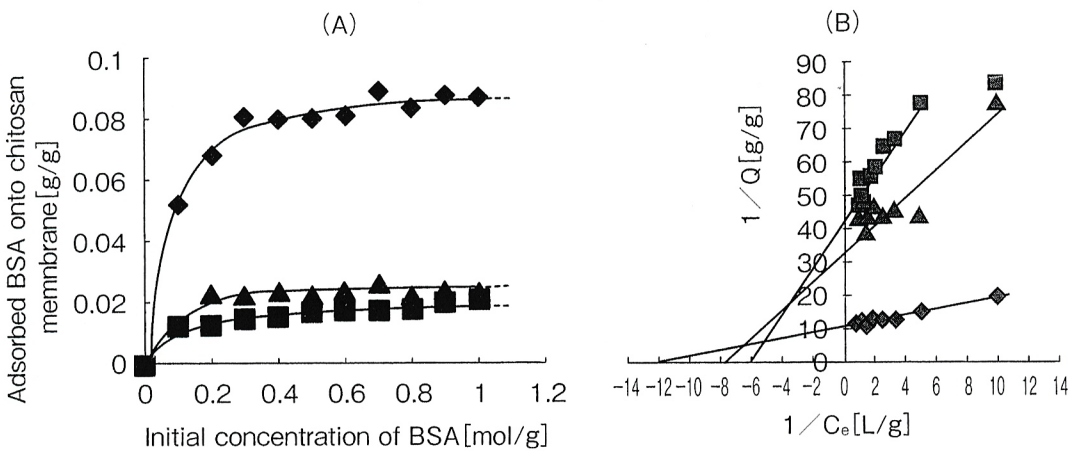 (A)
Adsorbed BSA onto chitosan
memnbrane[g/g]
0.1
0.08
0.06
0.04
0.02
0
0 0.2 0.4 0.6 0.8 1 1.2
Initial concentration of BSA[mol/g]
(B)
1/Q[g/g]
90
80
70
60
50
40
30
20
10
0
-14 -12 -10 -8 -6 -4 -2 0 2 4 6 8 10 12 14
1/Ce[L/g]